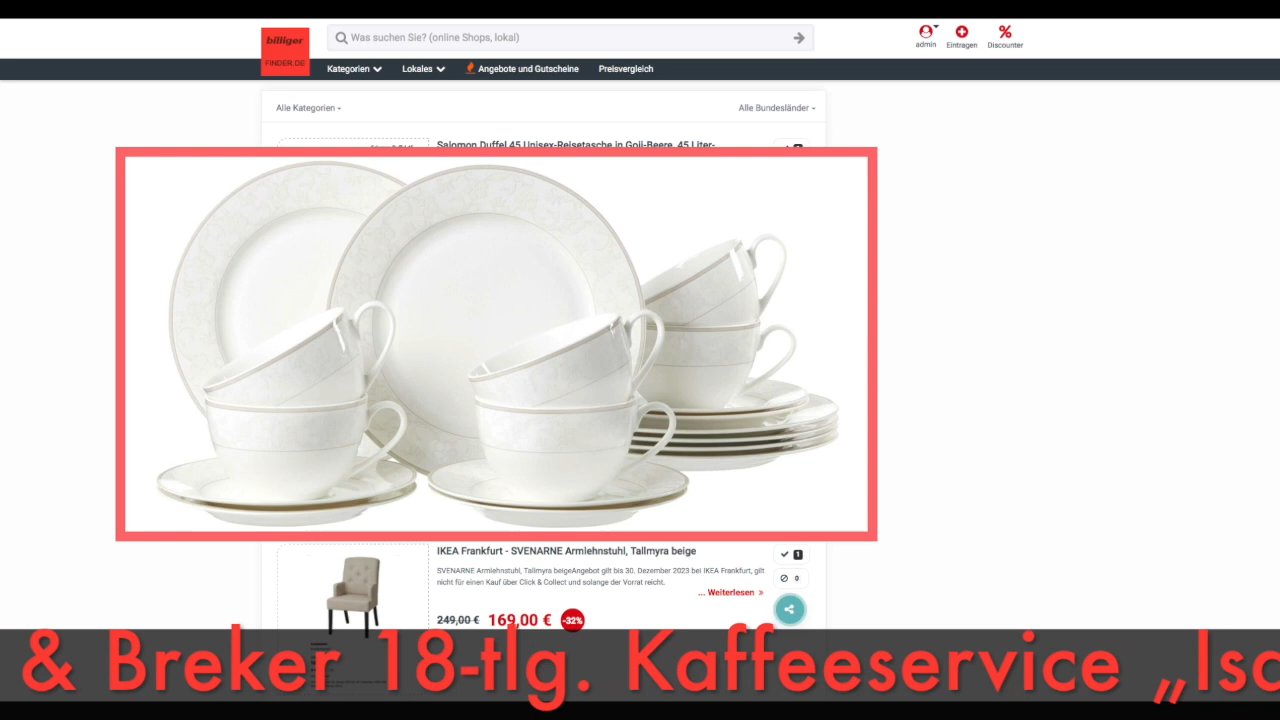 billiger
FINDER.DE
Was suchen Sie? (online Shops, lokal)
admin
Eintragen
Discounter
Kategorien
Lokales
Angebote und Gutscheine
Preisvergleich
Alle Kategorien
Alle Bundesländer
Salomon Duffel 45 Unisex-Reisetasche in Goji-Beere, 45 Liter-
IKEA Frankfurt - SVENARNE Armlehnstuhl, Tallmyra beige
1
SVENARNE Armlehnstuhl, Tallmyra beigeAngebot gilt bis 30. Dezember 2023 bei IKEA Frankfurt, gilt
nicht für einen Kauf über Click & Collect und solange der Vorrat reicht.
0
... Weiterlesen »
249,00 € 169,00 € -32%
& Breker 18-tlg. Kaffeeservice „Isa